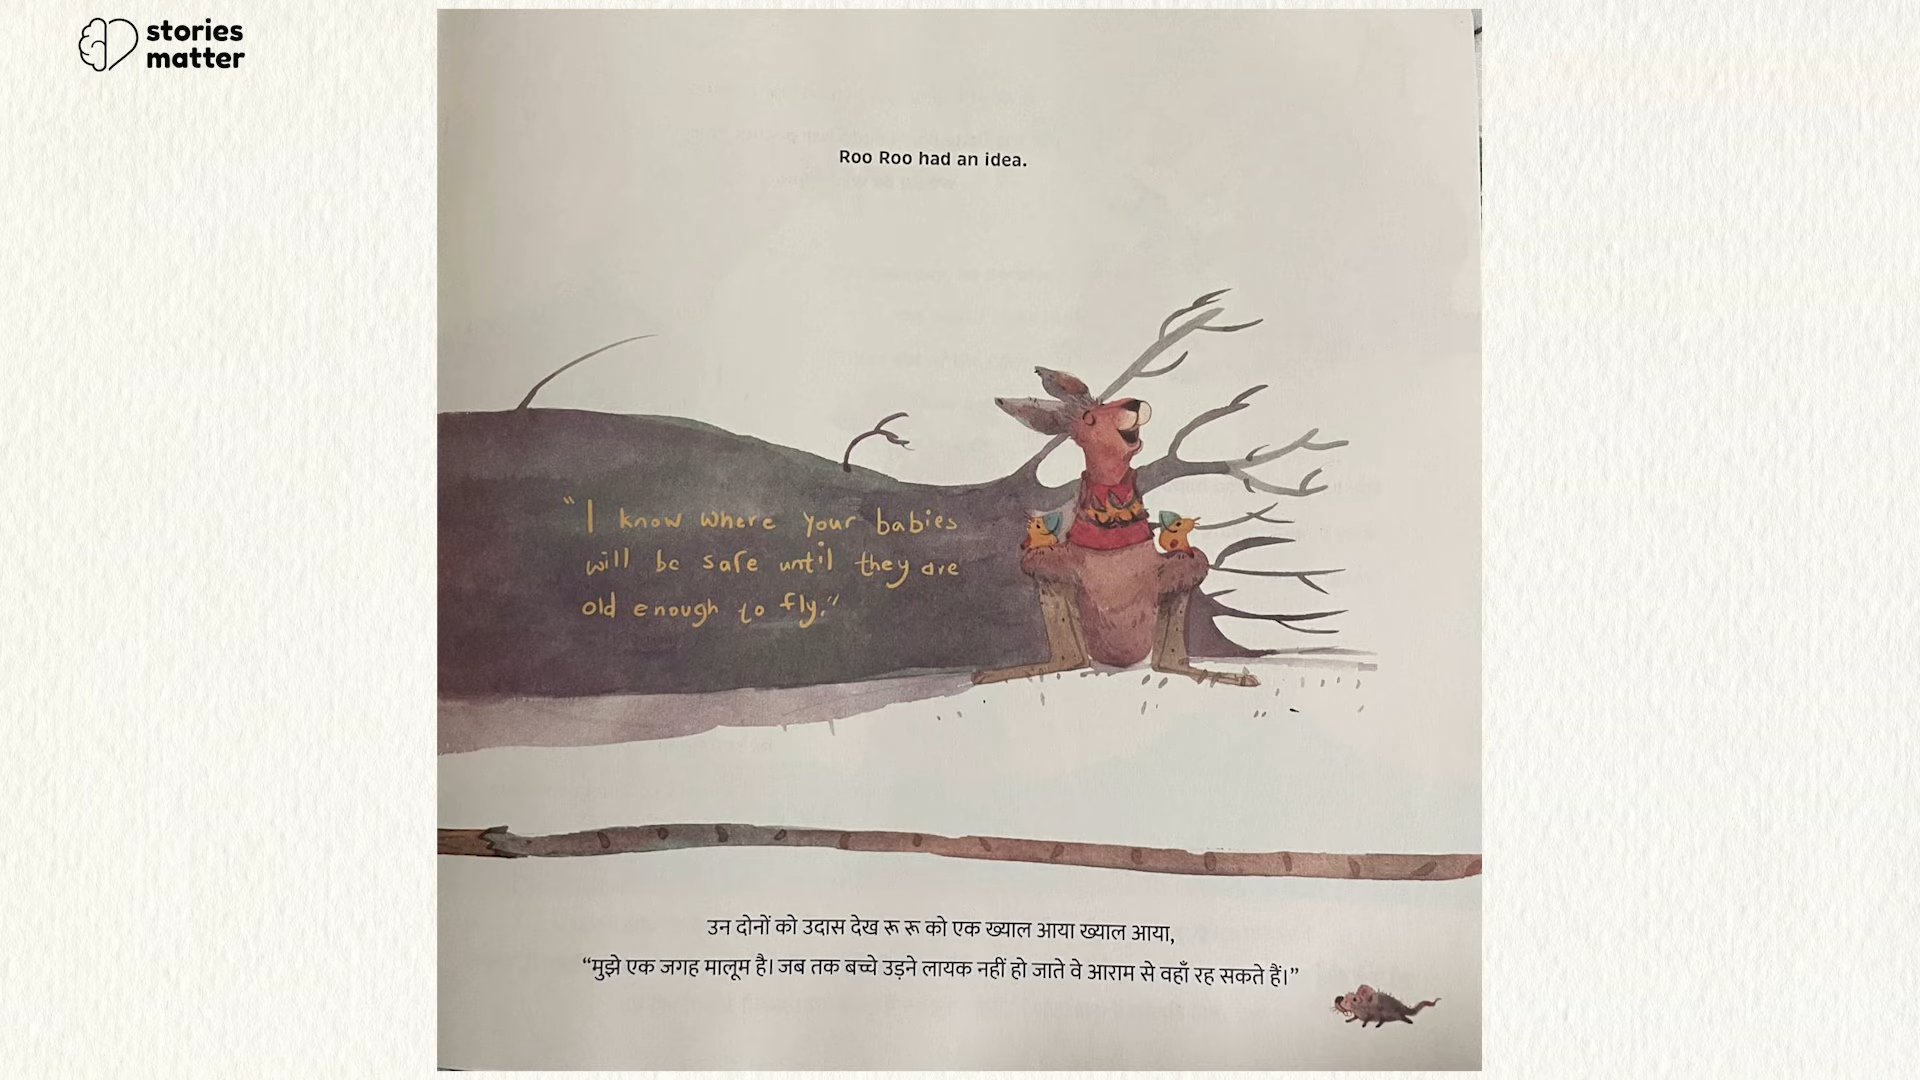 stories
matter
Roo Roo had an idea.
"I know where your babies
will be safe until they are
old enough to fly."
उन दोनों को उदास देख रू रू को एक ख्याल आया ख्याल आया,
“मुझे एक जगह मालूम है। जब तक बच्चे उड़ने लायक नहीं हो जाते वे आराम से वहाँ रह सकते हैं।”